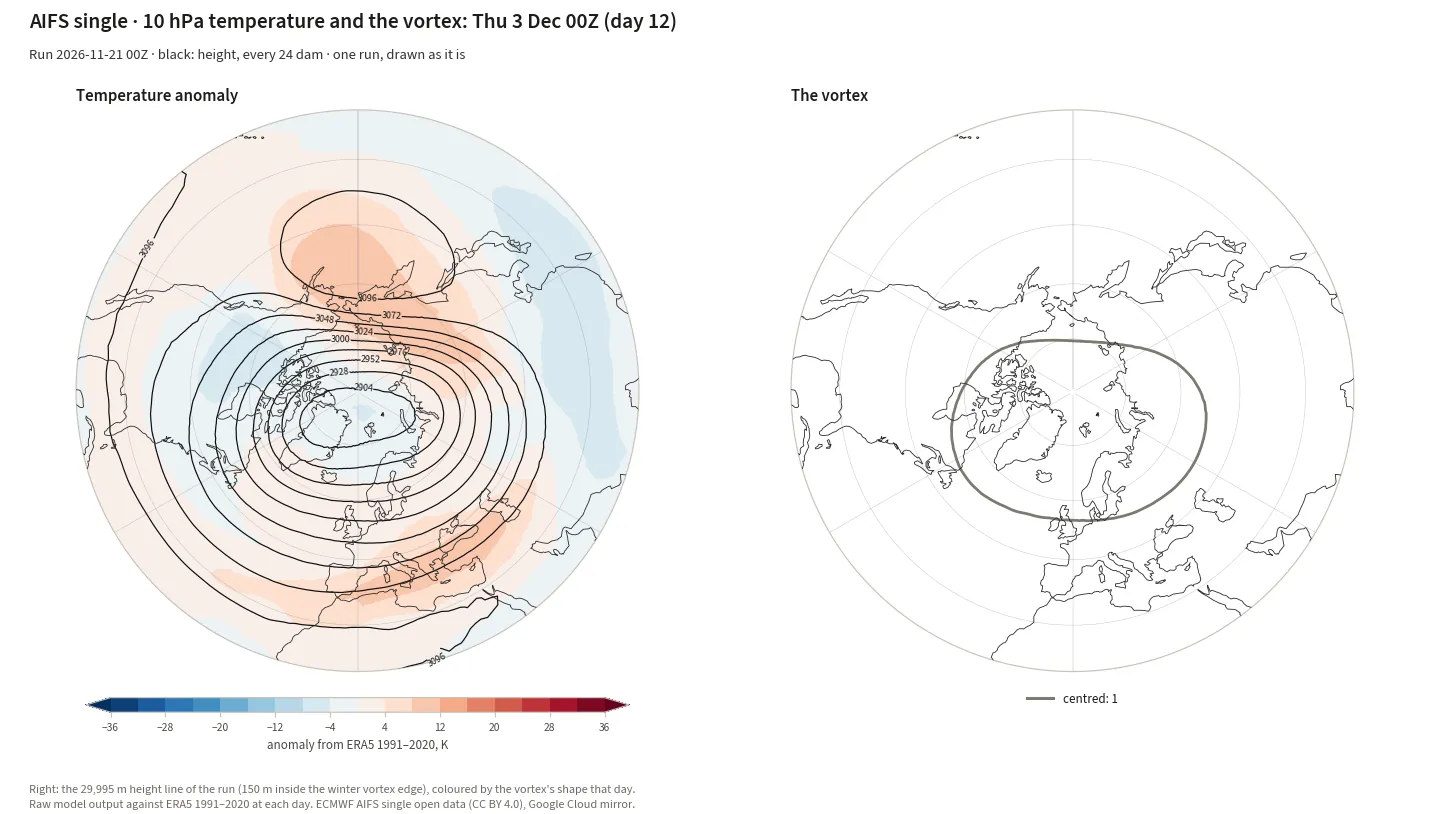 AIFS single · 10 hPa temperature and the vortex: Thu 3 Dec 00Z (day 12)
Run 2026-11-21 00Z · black: height, every 24 dam · one run, drawn as it is
Temperature anomaly
The vortex
3096
3096
3072
3048
3024
3000
2976
2952
2928
2904
3096
centred: 1
−36 −28 −20 −12 −4 4 12 20 28 36
anomaly from ERA5 1991–2020, K
Right: the 29,995 m height line of the run (150 m inside the winter vortex edge), coloured by the vortex's shape that day.
Raw model output against ERA5 1991–2020 at each day. ECMWF AIFS single open data (CC BY 4.0), Google Cloud mirror.